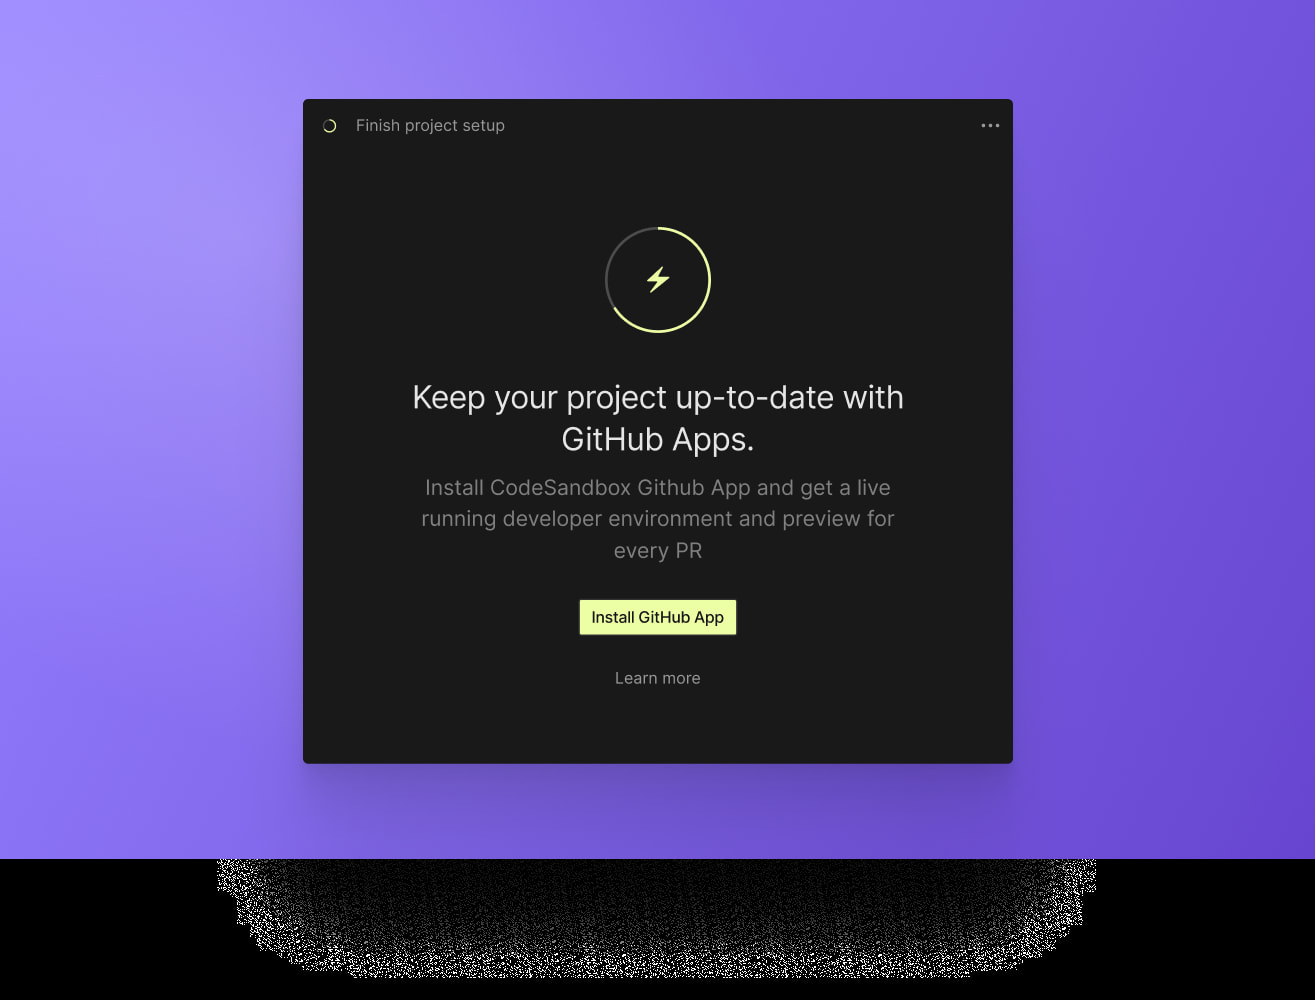 Finish project setup
Keep your project up-to-date with
GitHub Apps.
Install CodeSandbox Github App and get a live
running developer environment and preview for
every PR
Install GitHub App
Learn more